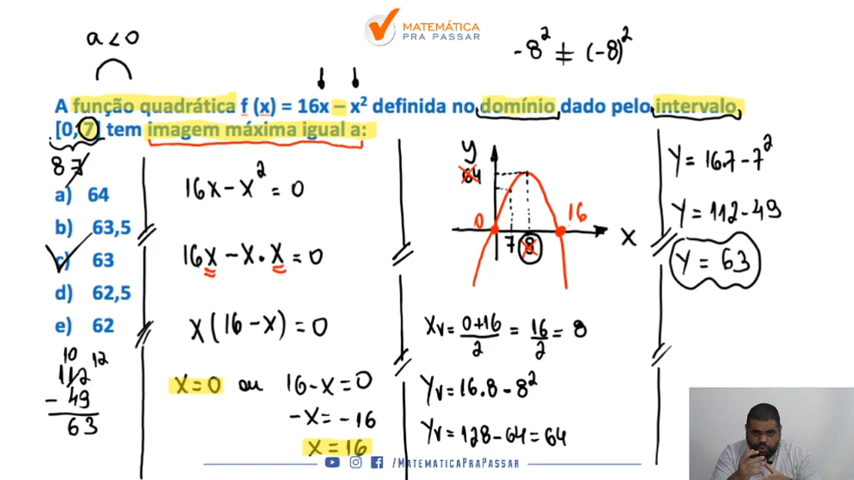 MATEMÁTICA
PRA PASSAR
a < 0
-8² ≠ (-8)²
A função quadrática f (x) = 16x – x² definida no domínio dado pelo intervalo
[0, 7] tem imagem máxima igual a:
8 7
a) 64
b) 63,5
c) 63
d) 62,5
e) 62
10 12
112
- 49
63
16x - x² = 0
16x - x · x = 0
x(16 - x) = 0
x = 0 ou 16 - x = 0
-x = -16
x = 16
y
64
0
16
7 8
x
Xv = 0+16/2 = 16/2 = 8
Yv = 16.8 - 8²
Yv = 128 - 64 = 64
y = 16.7 - 7²
y = 112 - 49
y = 63
/MATEMATICAPRAPASSAR